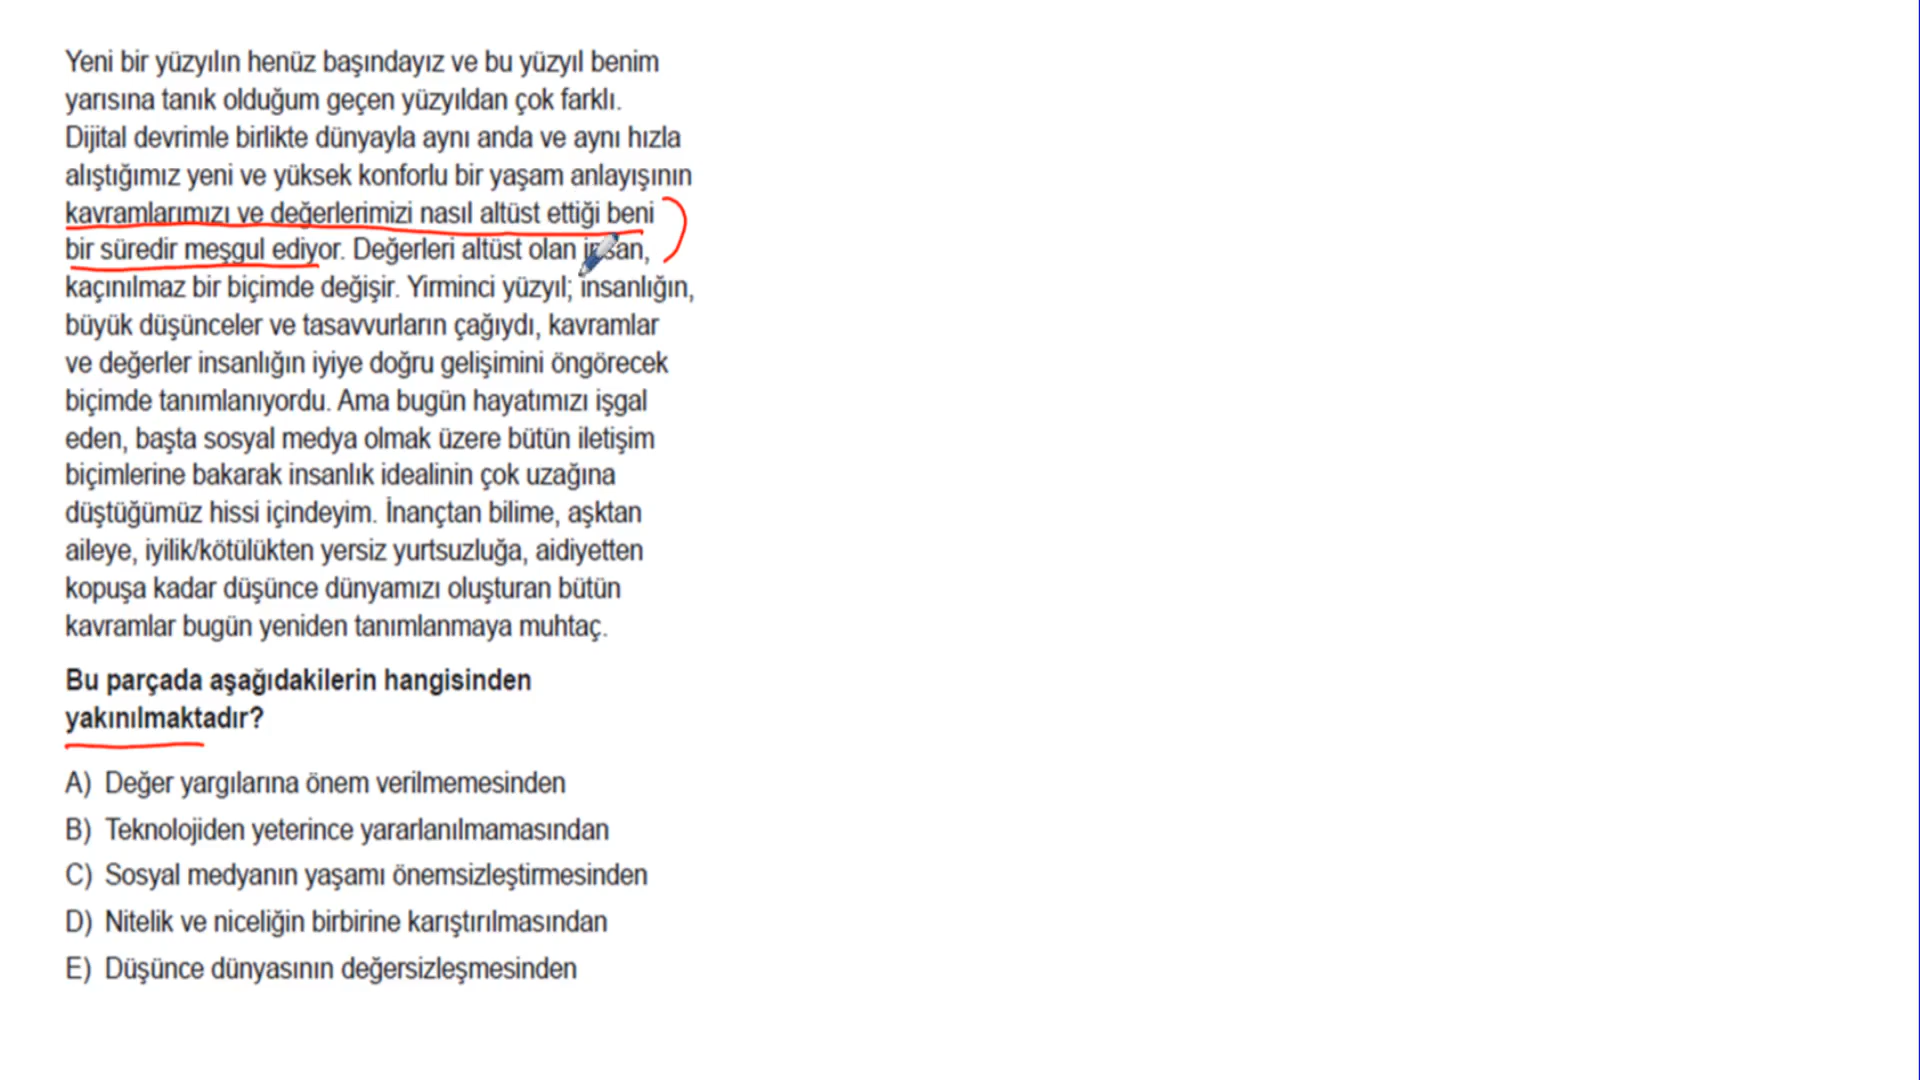 Yeni bir yüzyılın henüz başındayız ve bu yüzyıl benim
yarısına tanık olduğum geçen yüzyıldan çok farklı.
Dijital devrimle birlikte dünyayla aynı anda ve aynı hızla
alıştığımız yeni ve yüksek konforlu bir yaşam anlayışının
kavramlarımızı ve değerlerimizi nasıl altüst ettiği beni
bir süredir meşgul ediyor. Değerleri altüst olan insan,
kaçınılmaz bir biçimde değişir. Yirminci yüzyıl; insanlığın,
büyük düşünceler ve tasavvurların çağıydı, kavramlar
ve değerler insanlığın iyiye doğru gelişimini öngörecek
biçimde tanımlanıyordu. Ama bugün hayatımızı işgal
eden, başta sosyal medya olmak üzere bütün iletişim
biçimlerine bakarak insanlık idealinin çok uzağına
düştüğümüz hissi içindeyim. İnançtan bilime, aşktan
aileye, iyilik/kötülükten yersiz yurtsuzluğa, aidiyetten
kopuşa kadar düşünce dünyamızı oluşturan bütün
kavramlar bugün yeniden tanımlanmaya muhtaç.
Bu parçada aşağıdakilerin hangisinden
yakınılmaktadır?
A) Değer yargılarına önem verilmemesinden
B) Teknolojiden yeterince yararlanılmamasından
C) Sosyal medyanın yaşamı önemsizleştirmesinden
D) Nitelik ve niceliğin birbirine karıştırılmasından
E) Düşünce dünyasının değersizleşmesinden